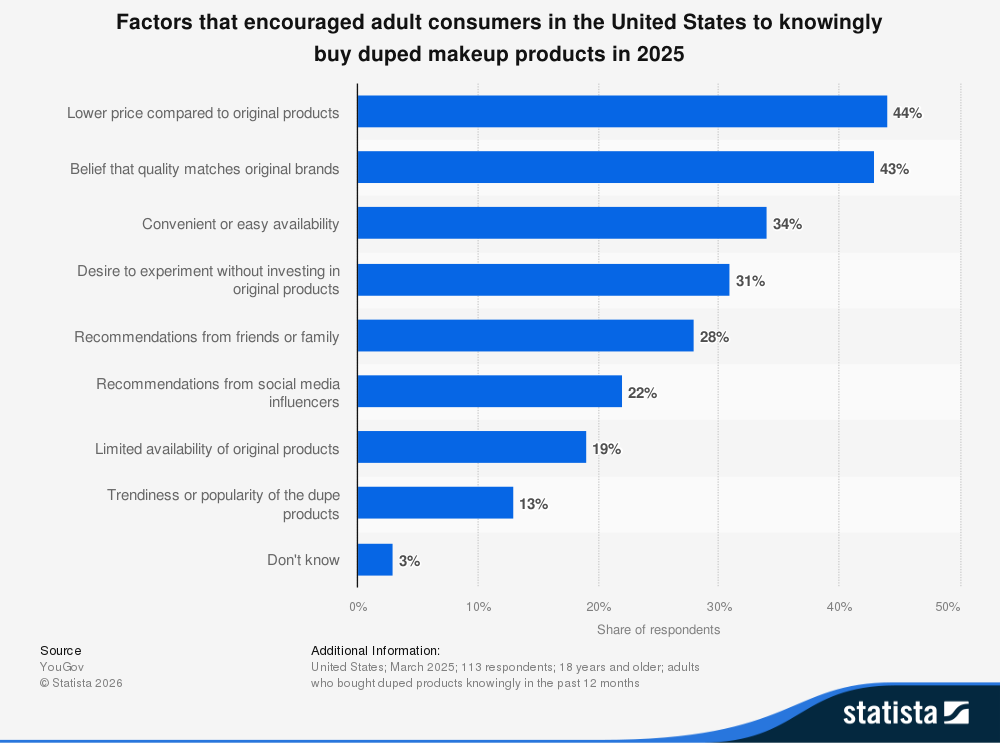 Factors that encouraged adult consumers in the United States to knowingly
buy duped makeup products in 2025
Lower price compared to original products
44%
Belief that quality matches original brands
43%
Convenient or easy availability
34%
Desire to experiment without investing in
original products
31%
Recommendations from friends or family
28%
Recommendations from social media
influencers
22%
Limited availability of original products
19%
Trendiness or popularity of the dupe
products
13%
Don't know
3%
0% 10% 20% 30% 40% 50%
Share of respondents
Source
YouGov
© Statista 2026
Additional Information:
United States; March 2025; 113 respondents; 18 years and older; adults
who bought duped products knowingly in the past 12 months
statista